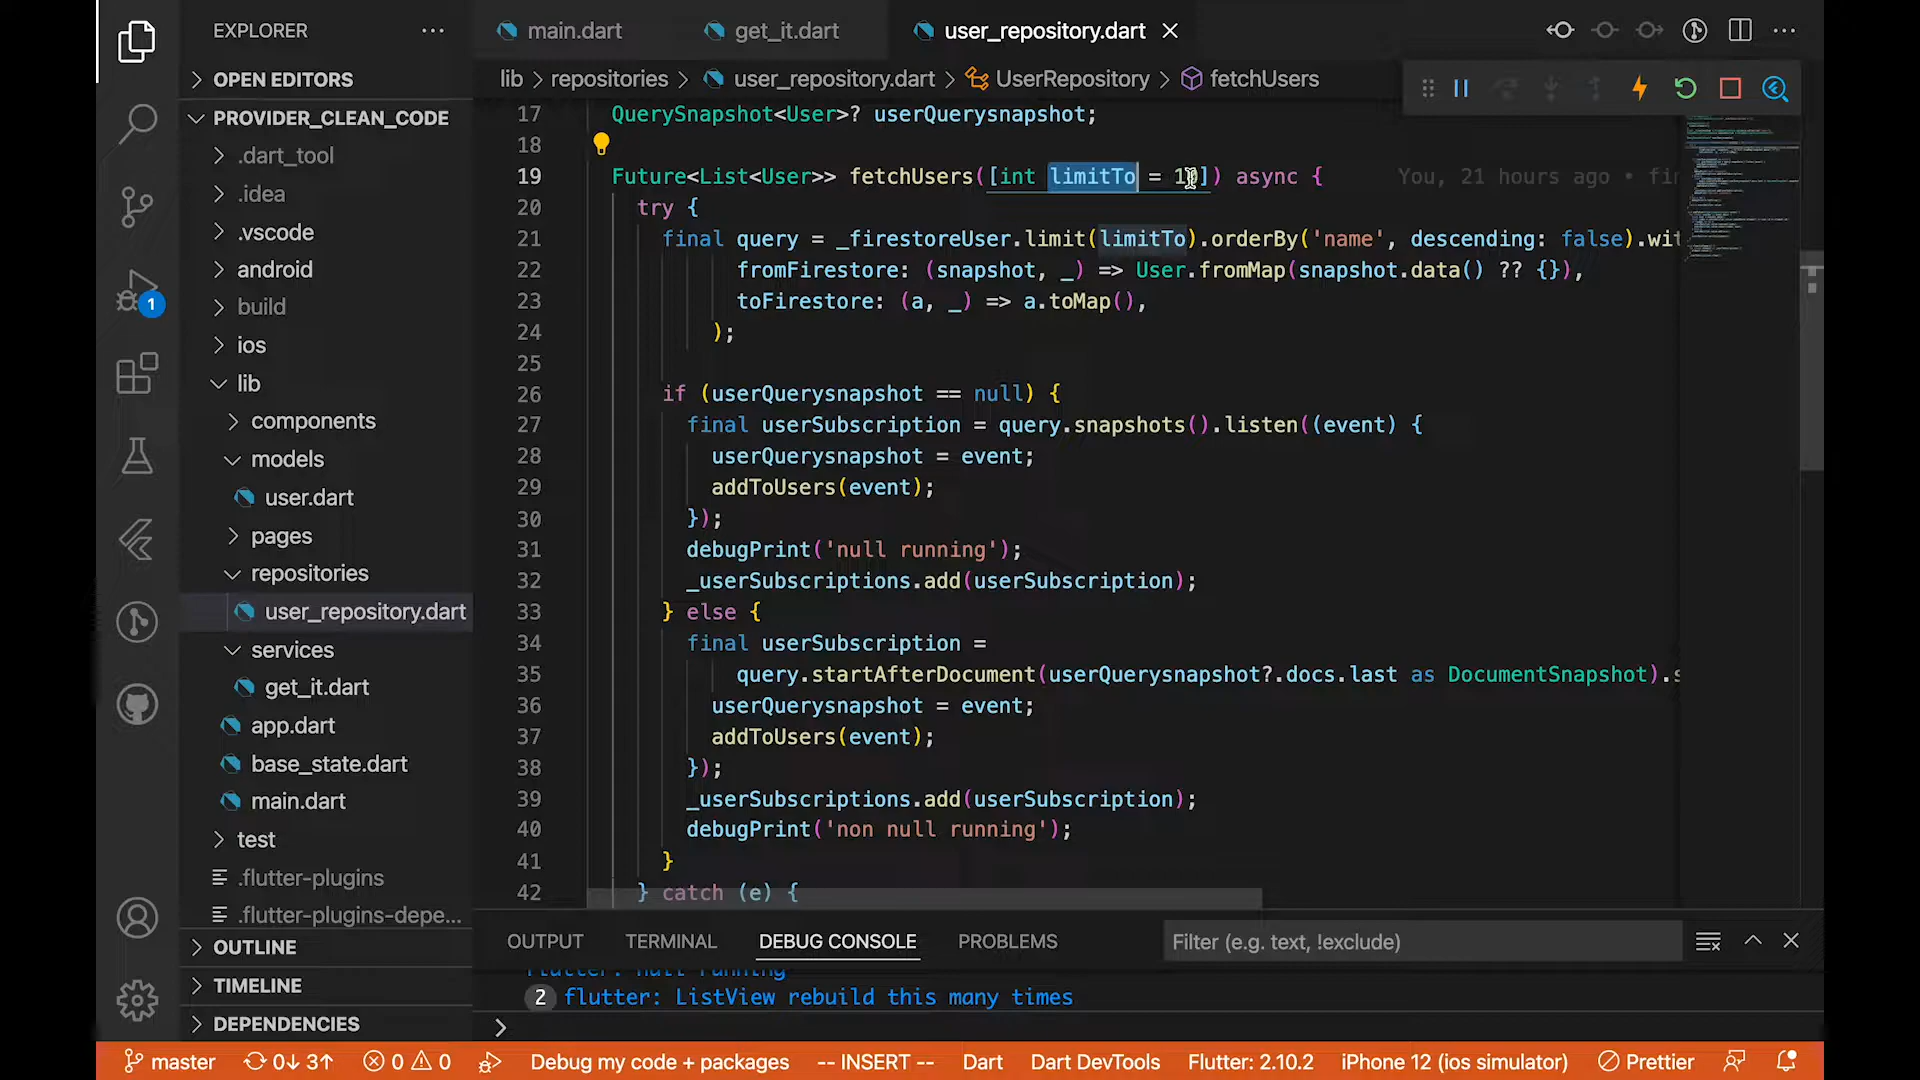 EXPLORER
OPEN EDITORS
PROVIDER_CLEAN_CODE
.dart_tool
.idea
.vscode
android
build
ios
lib
components
models
user.dart
pages
repositories
user_repository.dart
services
get_it.dart
app.dart
base_state.dart
main.dart
test
.flutter-plugins
.flutter-plugins-depe...
OUTLINE
TIMELINE
DEPENDENCIES
1
main.dart
get_it.dart
user_repository.dart
lib > repositories > user_repository.dart > UserRepository > fetchUsers
17 QuerySnapshot<User>? userQuerysnapshot;
18
19 Future<List<User>> fetchUsers([int limitTo = 1]) async { You, 21 hours ago •
20 try {
21 final query = _firestoreUser.limit(limitTo).orderBy('name', descending: false).wit
22 fromFirestore: (snapshot, _) => User.fromMap(snapshot.data() ?? {}),
23 toFirestore: (a, _) => a.toMap(),
24 );
25
26 if (userQuerysnapshot == null) {
27 final userSubscription = query.snapshots().listen((event) {
28 userQuerysnapshot = event;
29 addToUsers(event);
30 });
31 debugPrint('null running');
32 _userSubscriptions.add(userSubscription);
33 } else {
34 final userSubscription =
35 query.startAfterDocument(userQuerysnapshot?.docs.last as DocumentSnapshot).s
36 userQuerysnapshot = event;
37 addToUsers(event);
38 });
39 _userSubscriptions.add(userSubscription);
40 debugPrint('non null running');
41 }
42 } catch (e) {
OUTPUT TERMINAL DEBUG CONSOLE PROBLEMS Filter (e.g. text, !exclude)
flutter: null running
2 flutter: ListView rebuild this many times
master 0↓ 3↑ 0 0 Debug my code + packages -- INSERT -- Dart Dart DevTools Flutter: 2.10.2 iPhone 12 (ios simulator) Prettier